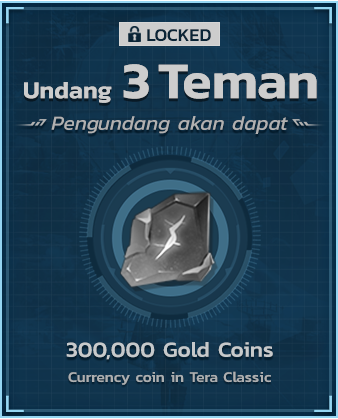 LOCKED
Undang 3 Teman
Pengundang akan dapat
300,000 Gold Coins
Currency coin in Tera Classic